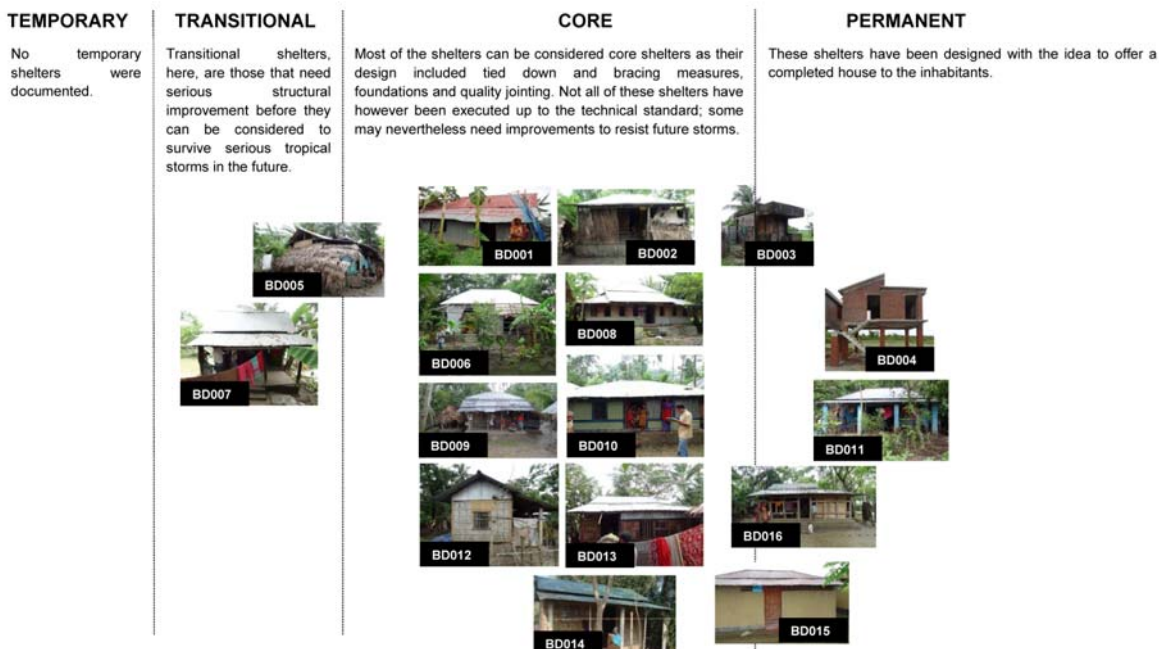 TEMPORARY
No temporary
shelters were
documented.
TRANSITIONAL
Transitional shelters,
here, are those that need
serious structural
improvement before they
can be considered to
survive serious tropical
storms in the future.
CORE
Most of the shelters can be considered core shelters as their
design included tied down and bracing measures,
foundations and quality jointing. Not all of these shelters have
however been executed up to the technical standard; some
may nevertheless need improvements to resist future storms.
PERMANENT
These shelters have been designed with the idea to offer a
completed house to the inhabitants.
BD001
BD002
BD003
BD005
BD006
BD008
BD004
BD007
BD009
BD010
BD011
BD012
BD013
BD016
BD014
BD015